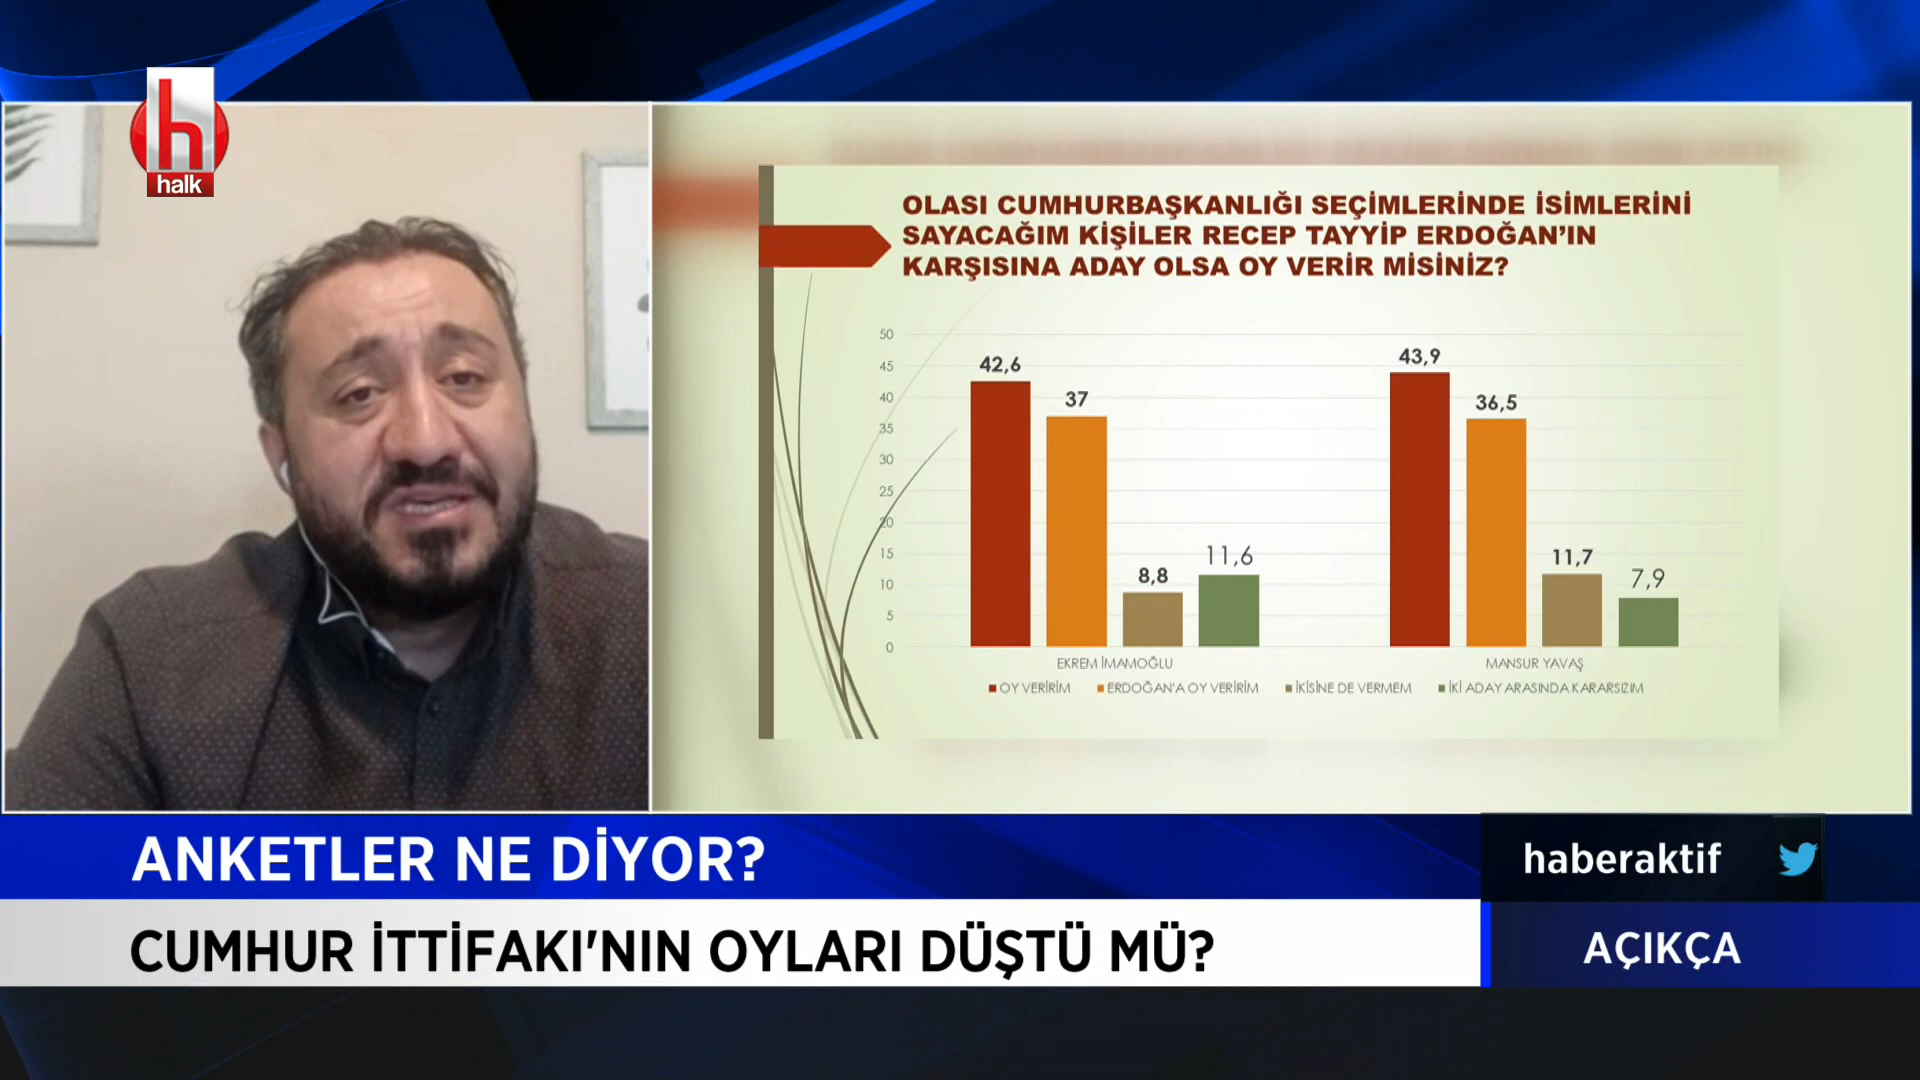 h
halk
OLASI CUMHURBAŞKANLIĞI SEÇİMLERİNDE İSİMLERİNİ
SAYACAĞIM KİŞİLER RECEP TAYYİP ERDOĞAN’IN
KARŞISINA ADAY OLSA OY VERİR MİSİNİZ?
50
45
40
35
30
25
20
15
10
5
0
42,6
37
8,8
11,6
43,9
36,5
11,7
7,9
EKREM İMAMOĞLU
MANSUR YAVAŞ
OY VERİRİM
ERDOĞAN'A OY VERİRİM
İKİSİNE DE VERMEM
İKİ ADAY ARASINDA KARARSIZIM
ANKETLER NE DİYOR?
haberaktif
CUMHUR İTTİFAKI'NIN OYLARI DÜŞTÜ MÜ?
AÇIKÇA